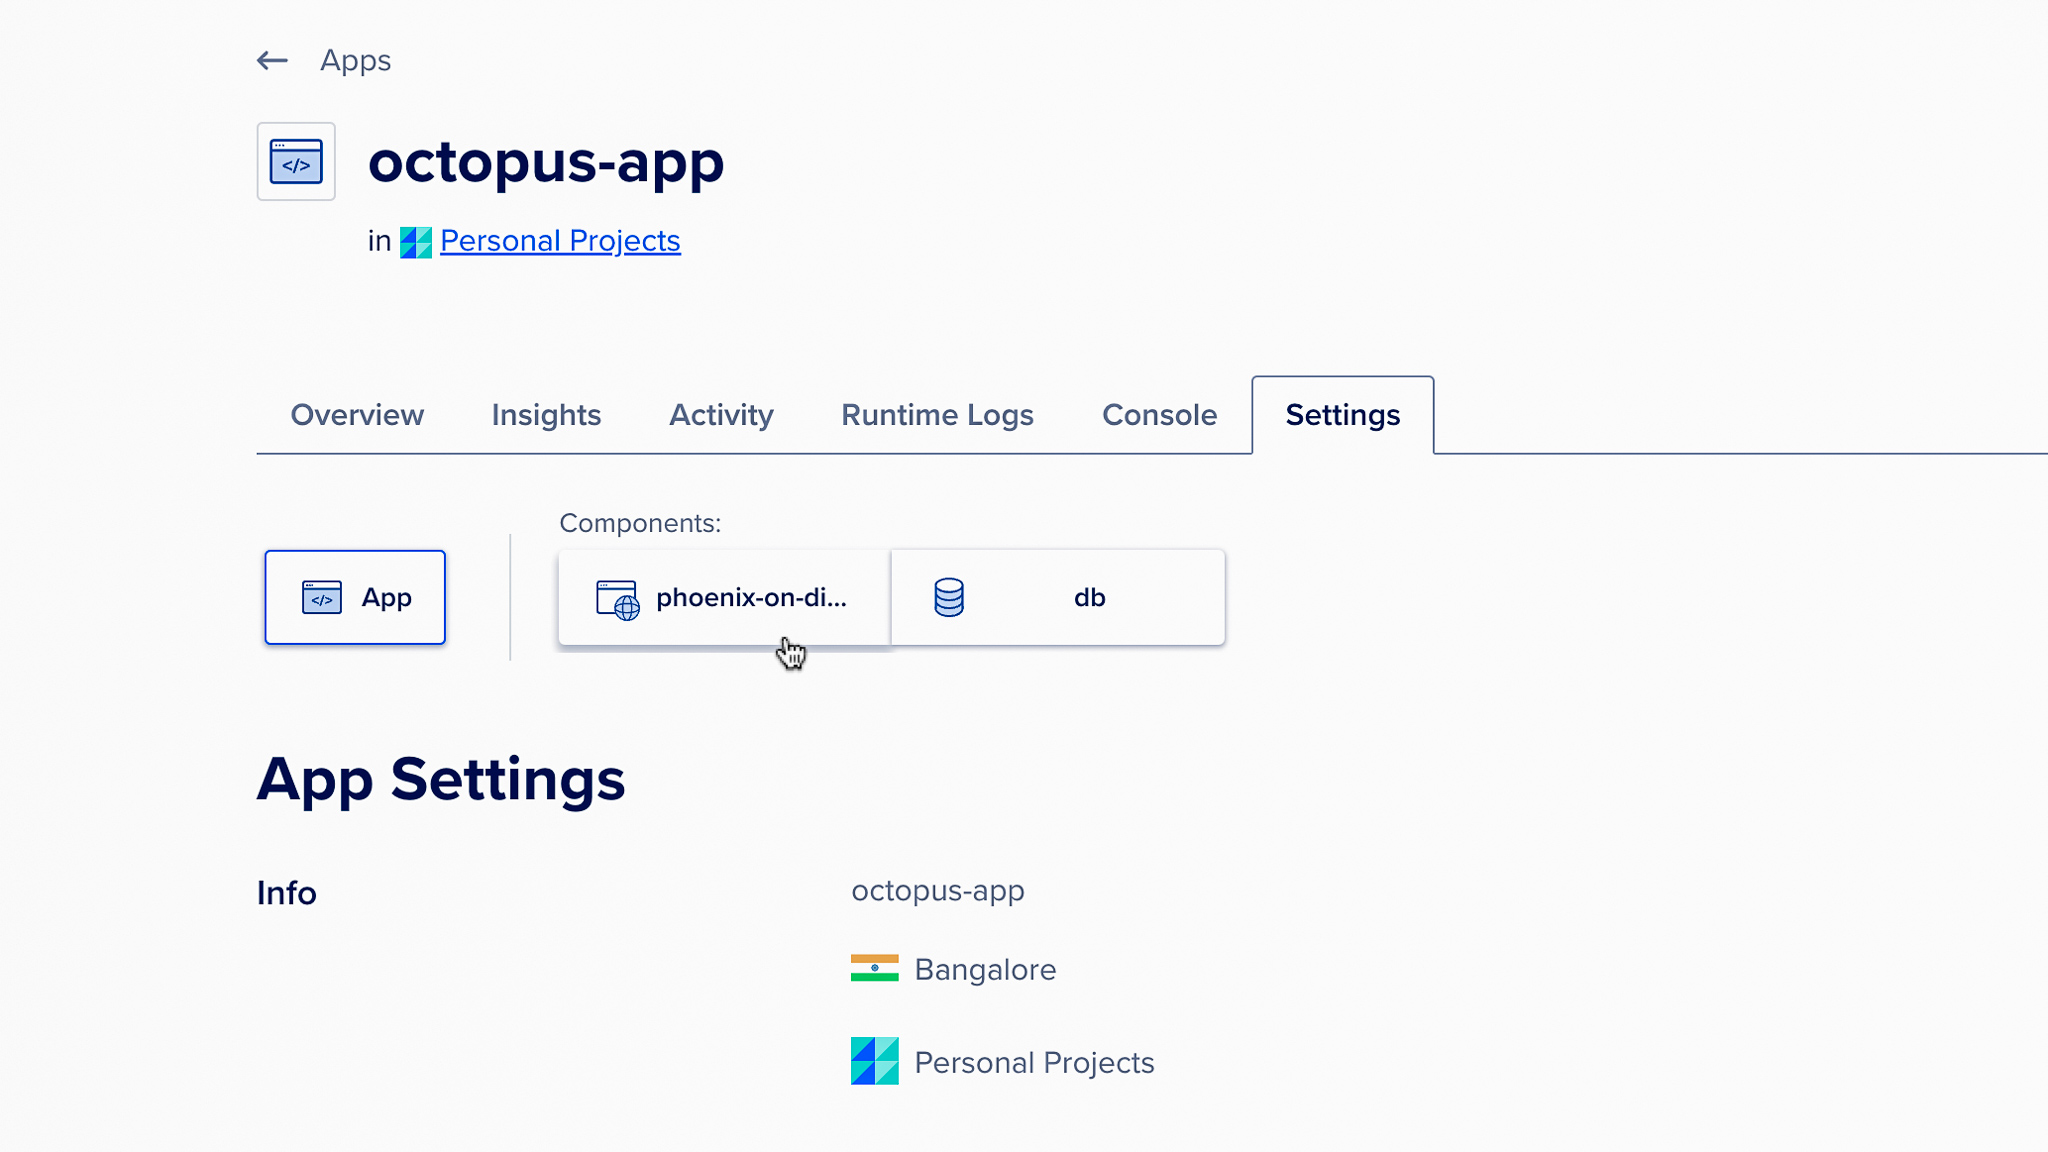 Apps
octopus-app
in Personal Projects
Overview Insights Activity Runtime Logs Console Settings
Components:
App phoenix-on-di... db
App Settings
Info octopus-app
Bangalore
Personal Projects